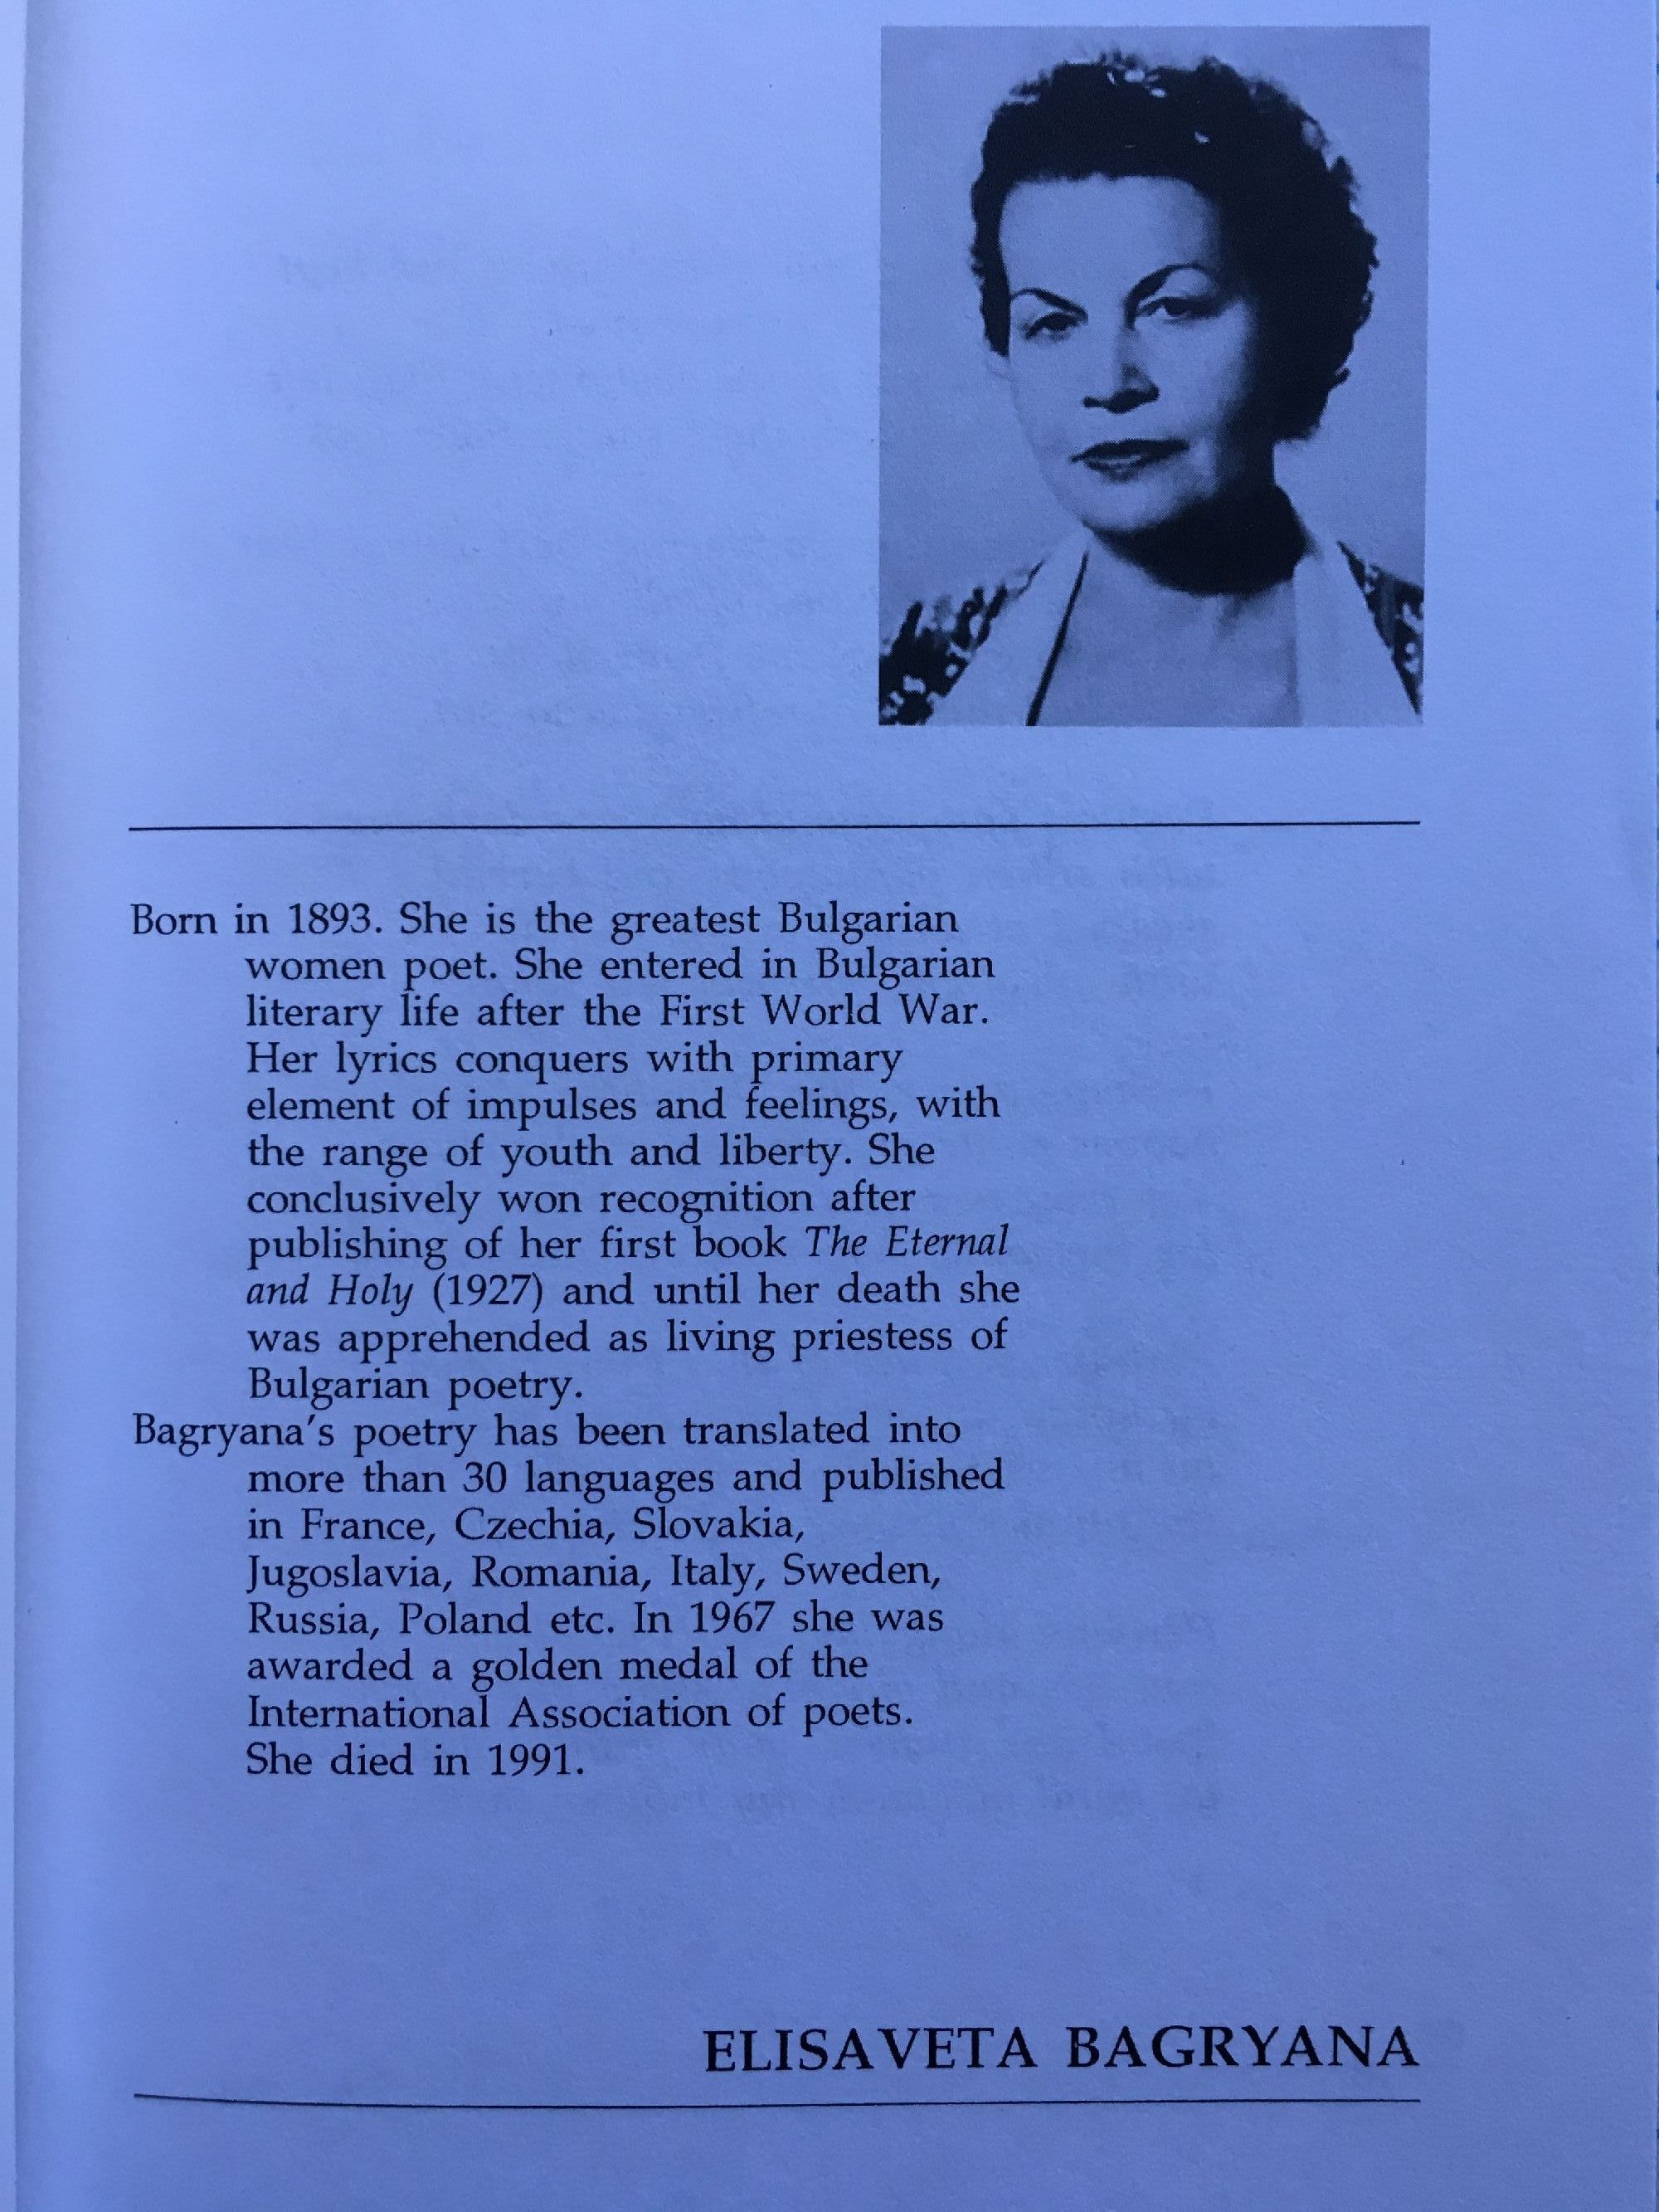 Born in 1893. She is the greatest Bulgarian
women poet. She entered in Bulgarian
literary life after the First World War.
Her lyrics conquers with primary
element of impulses and feelings, with
the range of youth and liberty. She
conclusively won recognition after
publishing of her first book The Eternal
and Holy (1927) and until her death she
was apprehended as living priestess of
Bulgarian poetry.
Bagryana's poetry has been translated into
more than 30 languages and published
in France, Czechia, Slovakia,
Jugoslavia, Romania, Italy, Sweden,
Russia, Poland etc. In 1967 she was
awarded a golden medal of the
International Association of poets.
She died in 1991.
ELISAVETA BAGRYANA